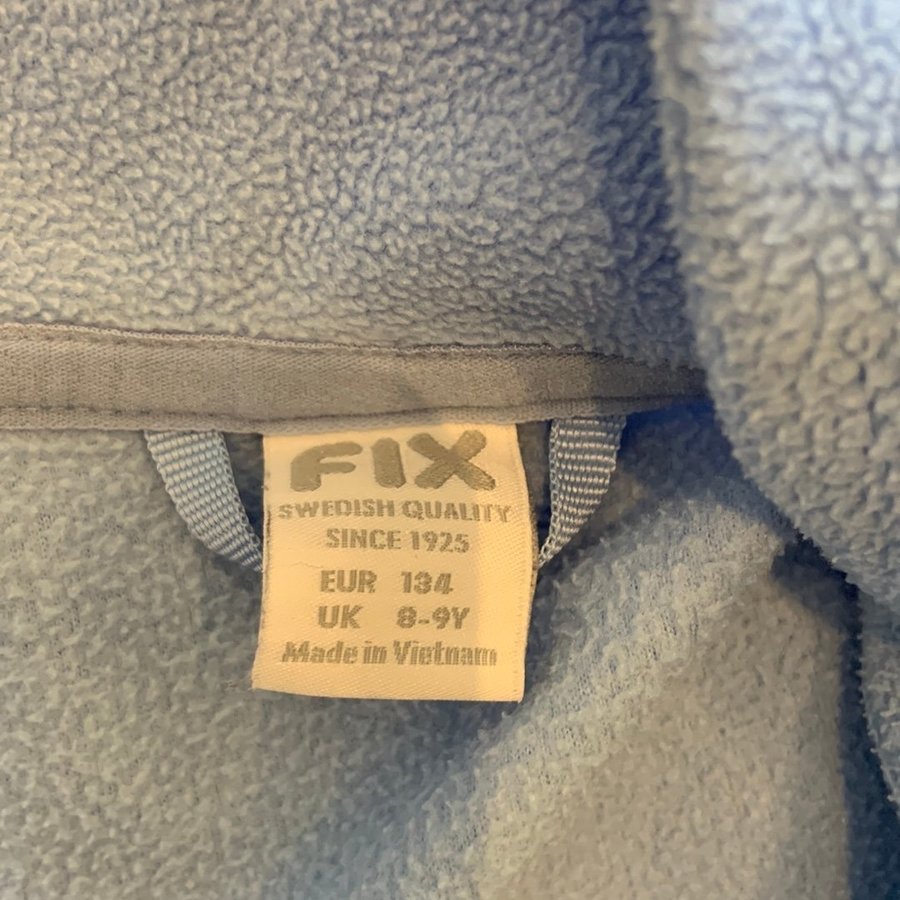 FIX
SWEDISH QUALITY
SINCE 1925
EUR 134
UK 8-9Y
Made in Vietnam